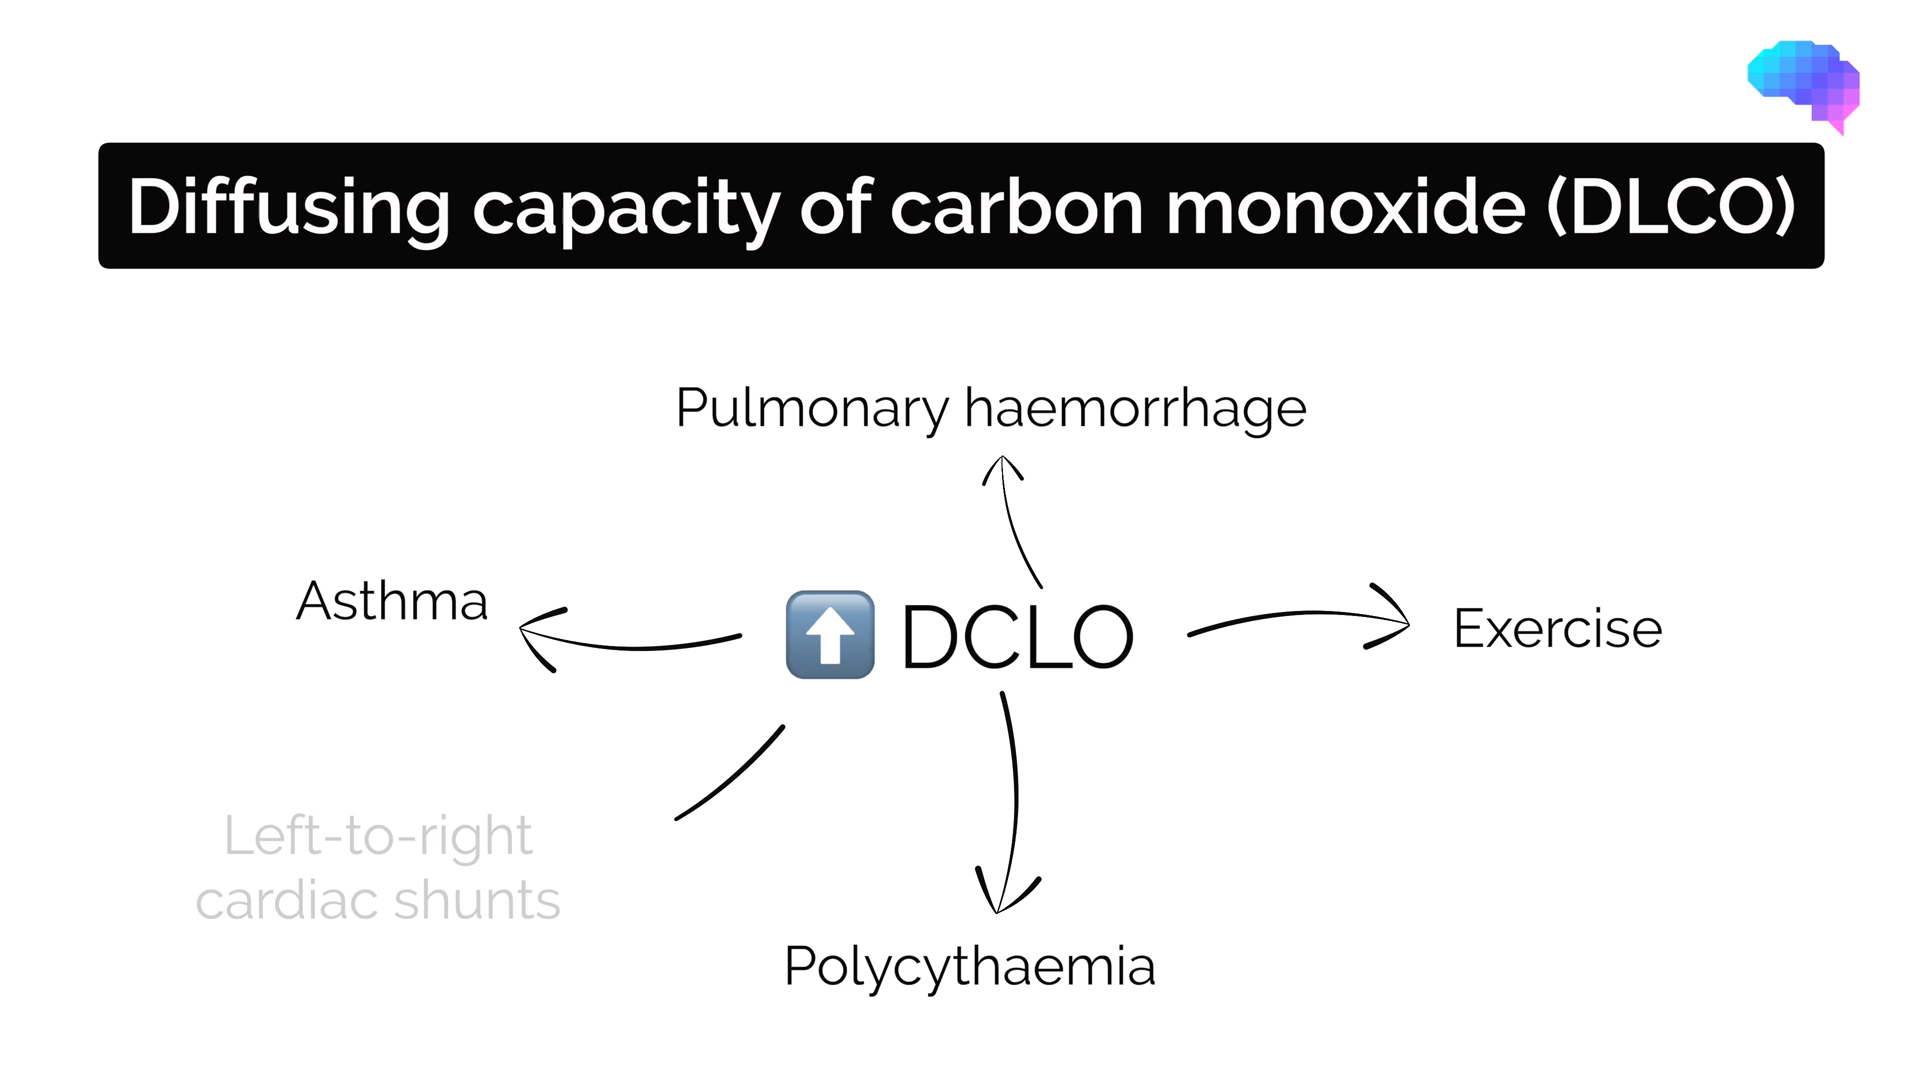 Diffusing capacity of carbon monoxide (DLCO)
Pulmonary haemorrhage
Asthma
DCLO
Exercise
Left-to-right
cardiac shunts
Polycythaemia